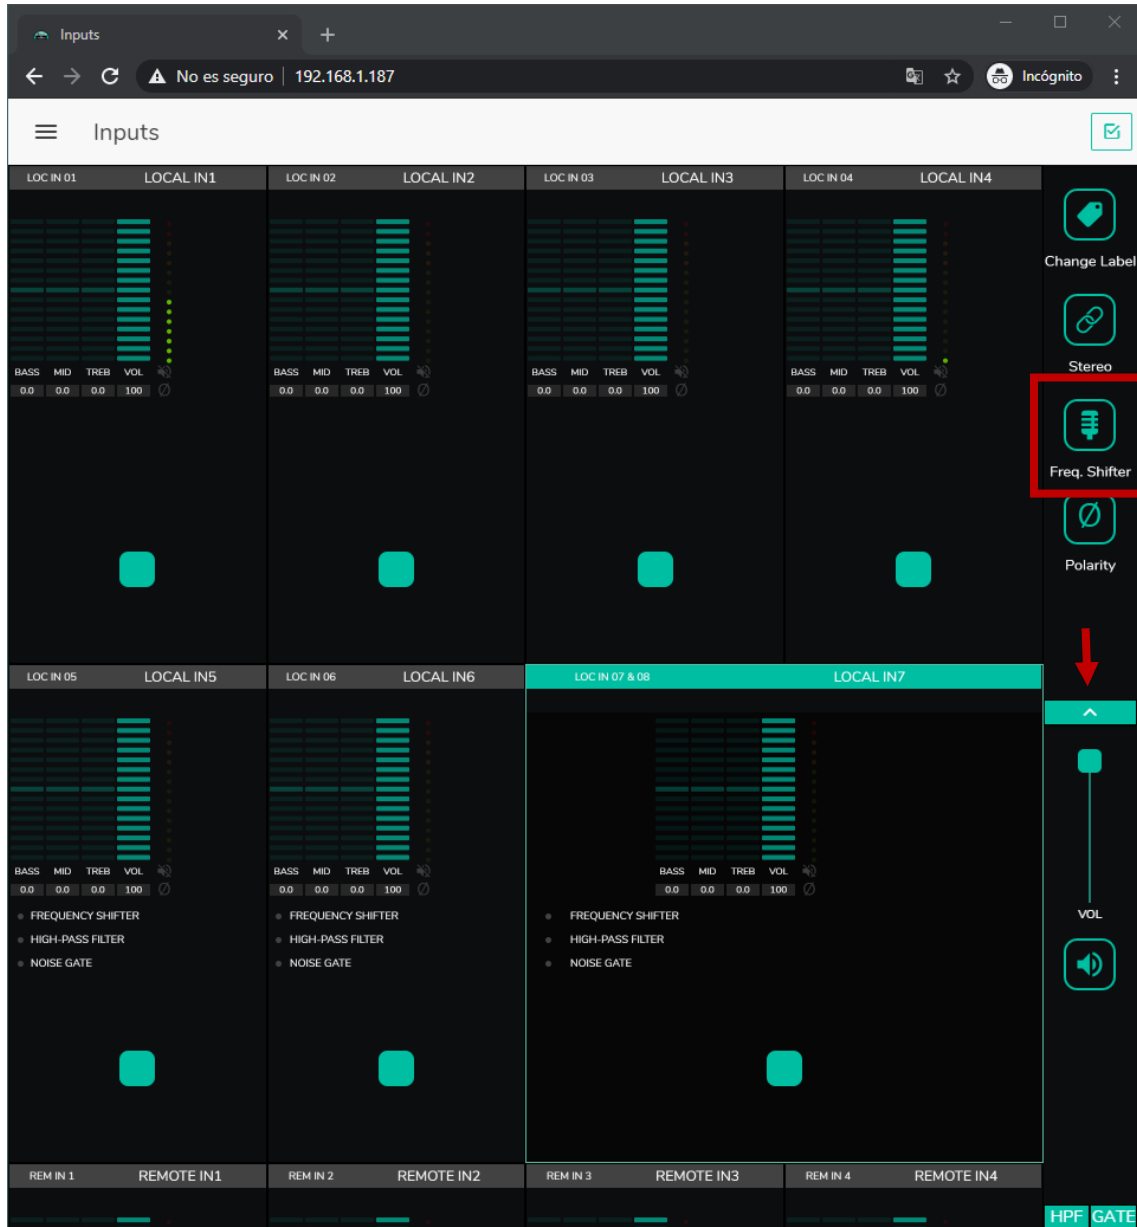 Inputs
No es seguro 192.168.1.187 Incógnito
Inputs
LOC IN 01 LOCAL IN1 LOC IN 02 LOCAL IN2 LOC IN 03 LOCAL IN3 LOC IN 04 LOCAL IN4
Change Label
Stereo
BASS MID TREB VOL BASS MID TREB VOL BASS MID TREB VOL BASS MID TREB VOL
0.0 0.0 0.0 100 0.0 0.0 0.0 100 0.0 0.0 0.0 100 0.0 0.0 0.0 100
Freq. Shifter
Polarity
LOC IN 05 LOCAL IN5 LOC IN 06 LOCAL IN6 LOC IN 07 & 08 LOCAL IN7
BASS MID TREB VOL BASS MID TREB VOL BASS MID TREB VOL
0.0 0.0 0.0 100 0.0 0.0 0.0 100 0.0 0.0 0.0 100
FREQUENCY SHIFTER FREQUENCY SHIFTER FREQUENCY SHIFTER
VOL
HIGH-PASS FILTER HIGH-PASS FILTER HIGH-PASS FILTER
NOISE GATE NOISE GATE NOISE GATE
REM IN 1 REMOTE IN1 REM IN 2 REMOTE IN2 REM IN 3 REMOTE IN3 REM IN 4 REMOTE IN4
HPF GATE